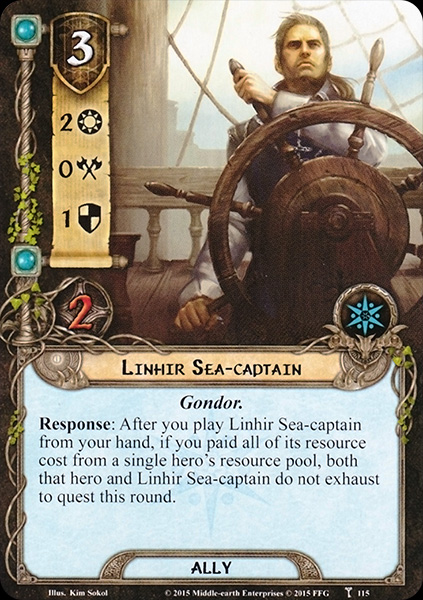 3
2
0
1
2
LINHIR SEA-CAPTAIN
Gondor.
Response: After you play Linhir Sea-captain
from your hand, if you paid all of its resource
cost from a single hero's resource pool, both
that hero and Linhir Sea-captain do not exhaust
to quest this round.
ALLY
Illus. Kim Sokol © 2015 Middle-earth Enterprises © 2015 FFG 115